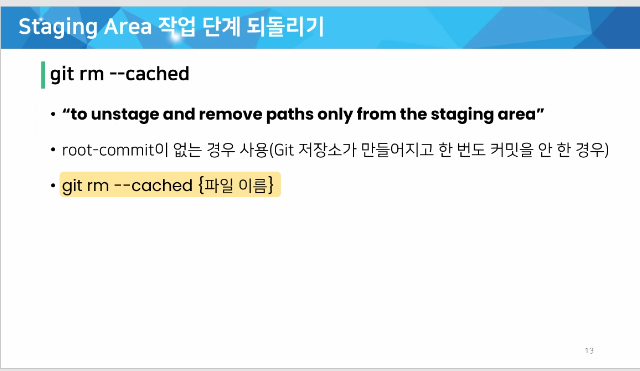 Staging Area 작업 단계 되돌리기
git rm --cached
• “to unstage and remove paths only from the staging area”
• root-commit이 없는 경우 사용(Git 저장소가 만들어지고 한 번도 커밋을 안 한 경우)
• git rm --cached {파일 이름}
13